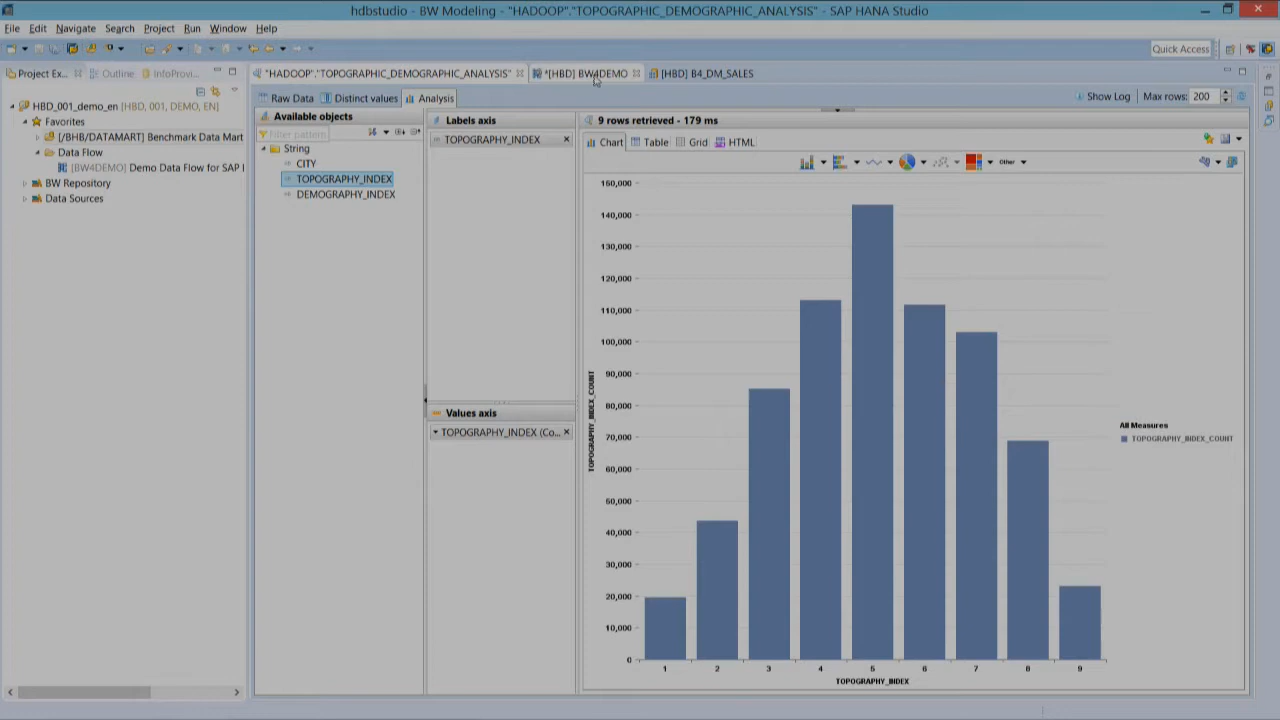 hdbstudio - BW Modeling - "HADOOP"."TOPOGRAPHIC_DEMOGRAPHIC_ANALYSIS" - SAP HANA Studio
File Edit Navigate Search Project Run Window Help
Quick Access
Project Ex... Outline InfoProvi...
"HADOOP"."TOPOGRAPHIC_DEMOGRAPHIC_ANALYSIS" *[HBD] BW4DEMO [HBD] B4_DM_SALES
HBD_001_demo_en [HBD, 001, DEMO, EN]
Favorites
[/BHB/DATAMART] Benchmark Data Mart
Data Flow
[BW4DEMO] Demo Data Flow for SAP
BW Repository
Data Sources
Raw Data Distinct values Analysis
Show Log Max rows: 200
Available objects
Filter pattern
String
CITY
TOPOGRAPHY_INDEX
DEMOGRAPHY_INDEX
Labels axis
TOPOGRAPHY_INDEX
Values axis
TOPOGRAPHY_INDEX (Co...
9 rows retrieved - 179 ms
Chart Table Grid HTML
Other
150,000
140,000
130,000
120,000
110,000
100,000
90,000
80,000
70,000
60,000
50,000
40,000
30,000
20,000
10,000
0
TOPOGRAPHY_INDEX_COUNT
1 2 3 4 5 6 7 8 9
TOPOGRAPHY_INDEX
All Measures
TOPOGRAPHY_INDEX_COUNT